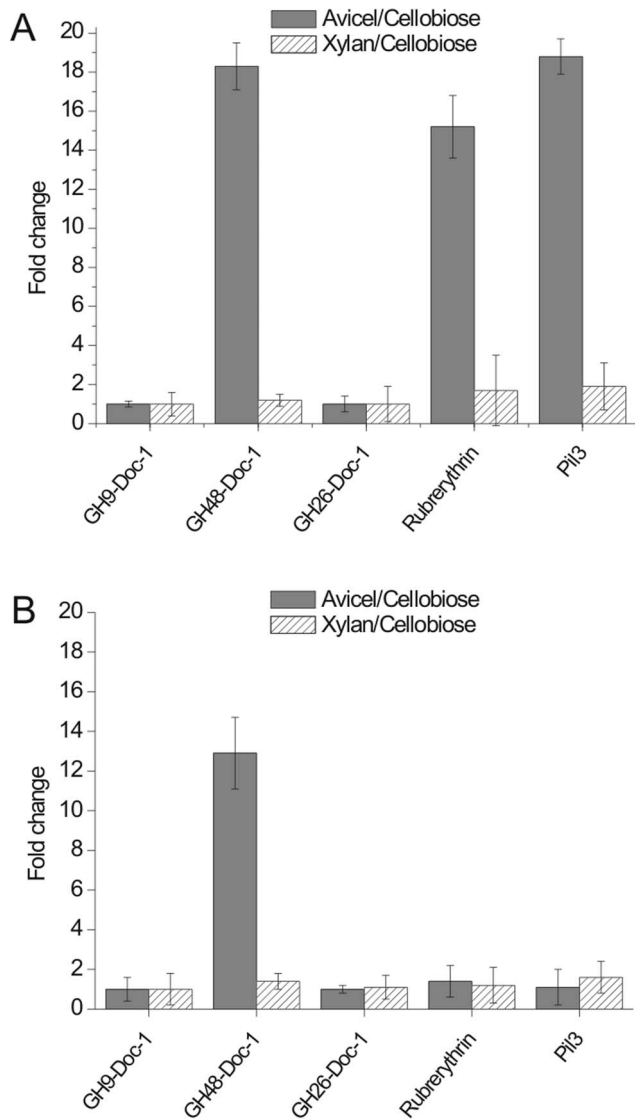 A
Avicel/Cellobiose
Xylan/Cellobiose
20
18
16
14
12
10
8
6
4
2
0
Fold change
GH9-Doc-1
GH48-Doc-1
GH26-Doc-1
Rubrerythrin
Pil3
B
Avicel/Cellobiose
Xylan/Cellobiose
20
18
16
14
12
10
8
6
4
2
0
Fold change
GH9-Doc-1
GH48-Doc-1
GH26-Doc-1
Rubrerythrin
Pil3